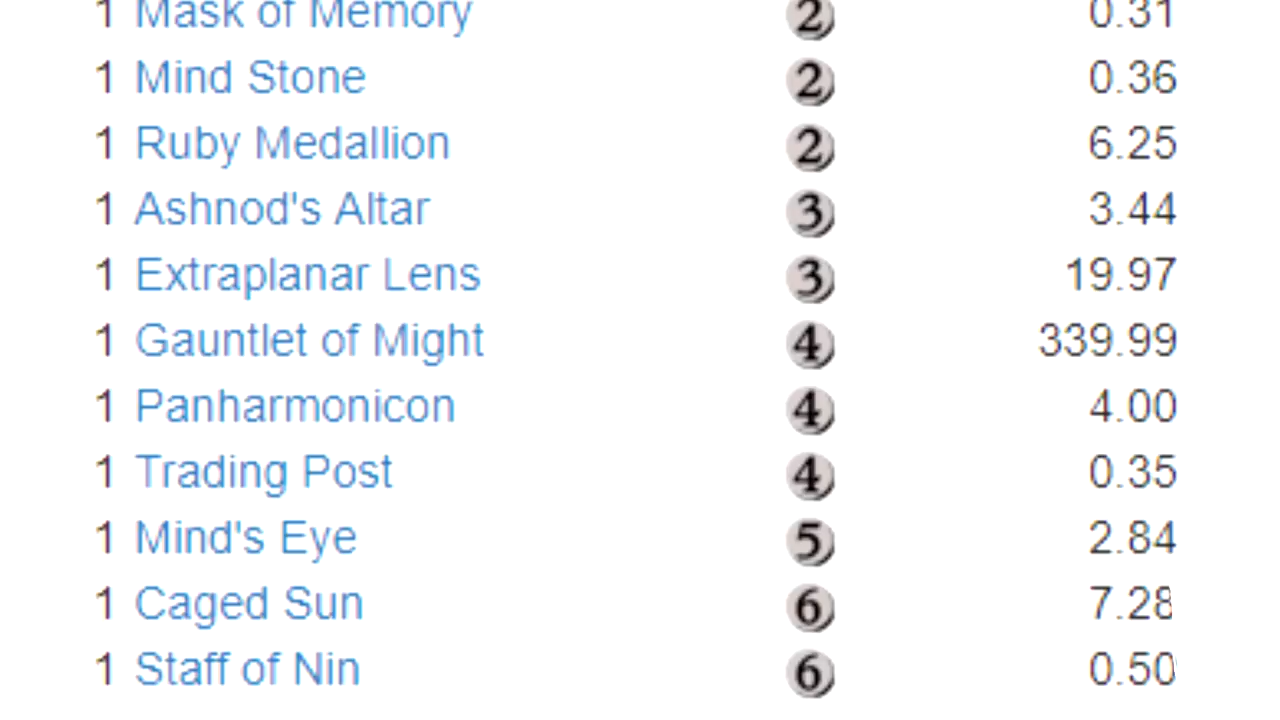 1 Mask of Memory 2 0.31
1 Mind Stone 2 0.36
1 Ruby Medallion 2 6.25
1 Ashnod's Altar 3 3.44
1 Extraplanar Lens 3 19.97
1 Gauntlet of Might 4 339.99
1 Panharmonicon 4 4.00
1 Trading Post 4 0.35
1 Mind's Eye 5 2.84
1 Caged Sun 6 7.28
1 Staff of Nin 6 0.50